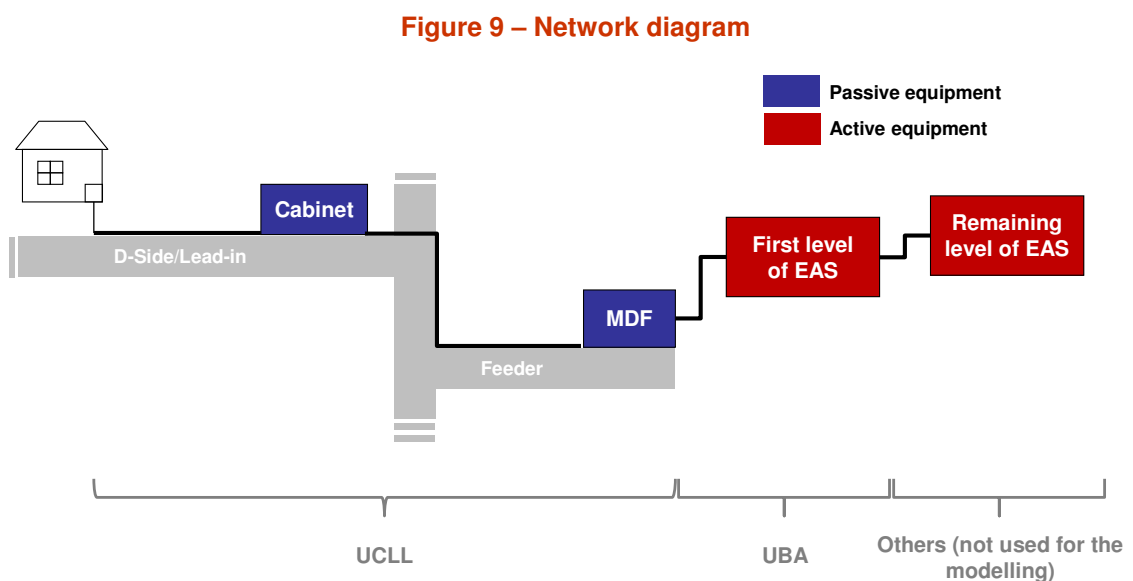 Figure 9 – Network diagram
Passive equipment
Active equipment
Cabinet
D-Side/Lead-in
First level
of EAS
Remaining
level of EAS
MDF
Feeder
UCLL
UBA
Others (not used for the
modelling)